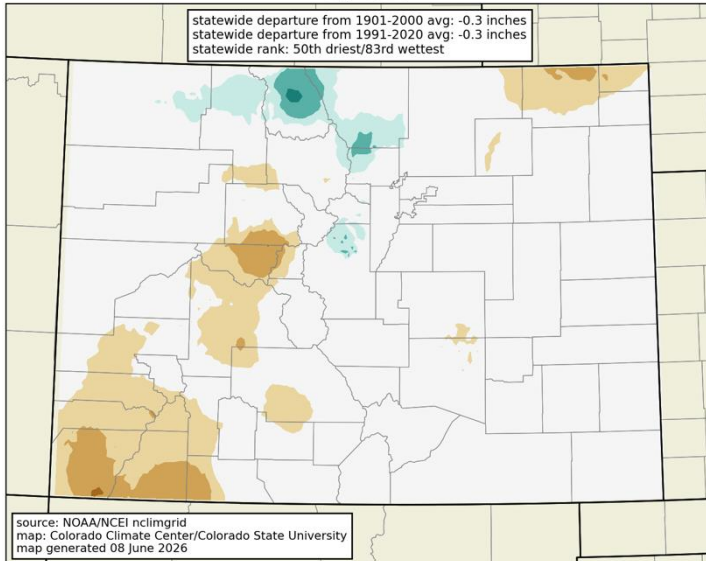 statewide departure from 1901-2000 avg: -0.3 inches
statewide departure from 1991-2020 avg: -0.3 inches
statewide rank: 50th driest/83rd wettest
source: NOAA/NCEI nclimgrid
map: Colorado Climate Center/Colorado State University
map generated 08 June 2026